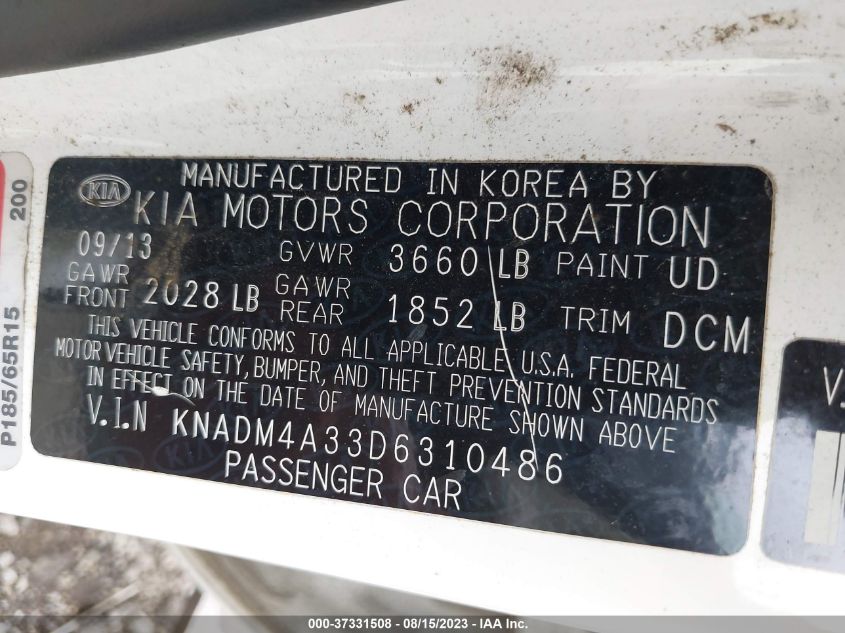 MANUFACTURED IN KOREA BY
KIA
KIA MOTORS CORPORATION
09/13 GVWR 3660 LB PAINT UD
GAWR FRONT 2028 LB GAWR REAR 1852 LB TRIM DCM
THIS VEHICLE CONFORMS TO ALL APPLICABLE U.S.A. FEDERAL
MOTOR VEHICLE SAFETY, BUMPER, AND THEFT PREVENTION STANDARDS
IN EFFECT ON THE DATE OF MANUFACTURE SHOWN ABOVE
V.I.N KNADM4A33D6310486
PASSENGER CAR
P185/65R15 200
V.
000-37331508 - 08/15/2023 - IAA Inc.